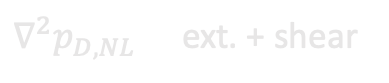 ∇²p_{D,NL} ext. + shear